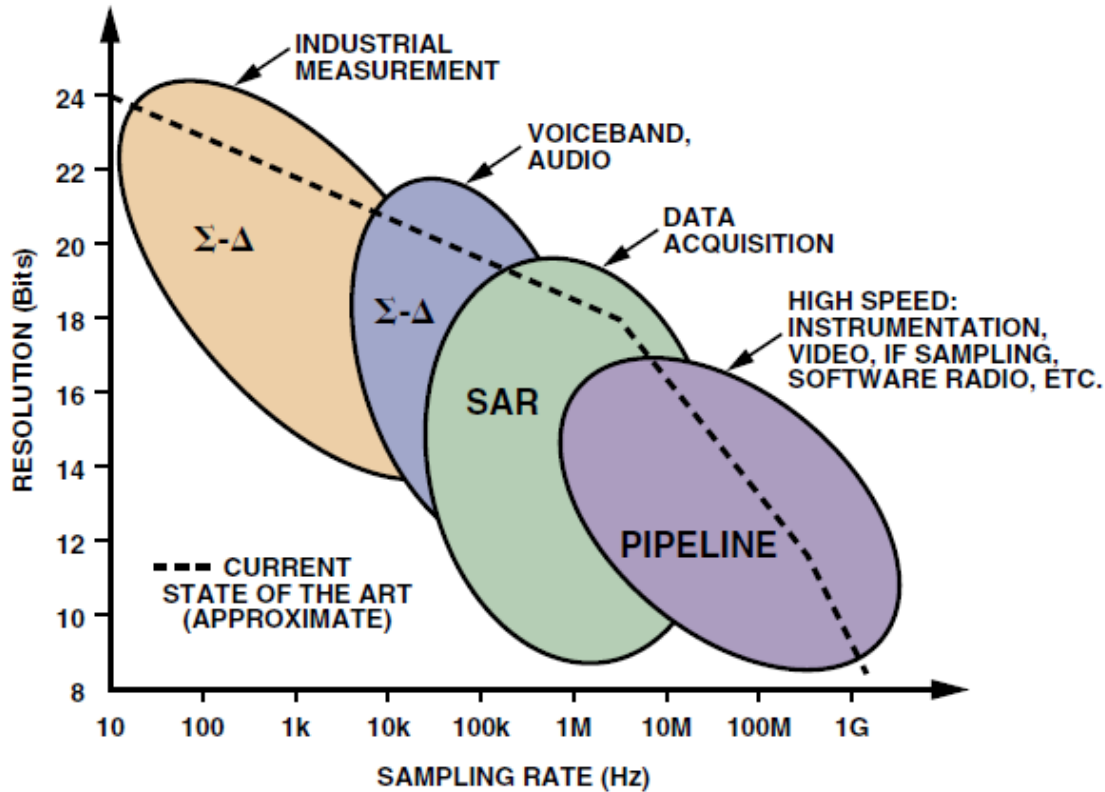 INDUSTRIAL
MEASUREMENT
VOICEBAND,
AUDIO
DATA
ACQUISITION
HIGH SPEED:
INSTRUMENTATION,
VIDEO, IF SAMPLING,
SOFTWARE RADIO, ETC.
Σ-Δ
Σ-Δ
SAR
PIPELINE
CURRENT
STATE OF THE ART
(APPROXIMATE)
RESOLUTION (Bits)
24
22
20
18
16
14
12
10
8
10 100 1k 10k 100k 1M 10M 100M 1G
SAMPLING RATE (Hz)